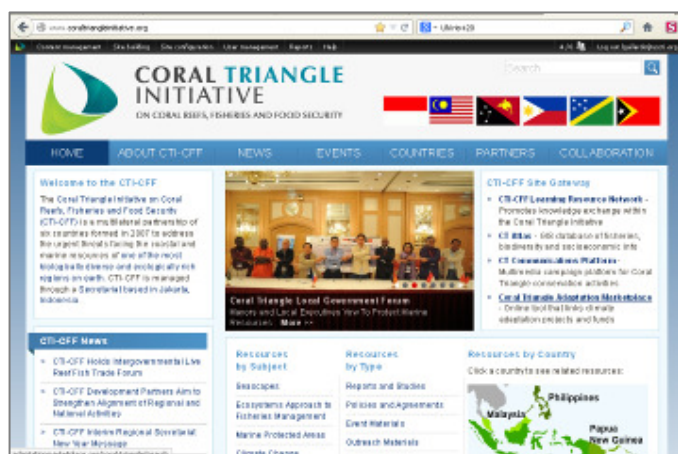 www.coraltriangleinitiative.org
Content management Site building Site configuration User management Reports Help
CORAL TRIANGLE
INITIATIVE
ON CORAL REEFS, FISHERIES AND FOOD SECURITY
Search
HOME ABOUT CTI-CFF NEWS EVENTS COUNTRIES PARTNERS COLLABORATION
Welcome to the CTI-CFF
The Coral Triangle Initiative on Coral
Reefs, Fisheries and Food Security
(CTI-CFF) is a multilateral partnership of
six countries formed in 2007 to address
the urgent threats facing the coastal and
marine resources of one of the most
biologically diverse and ecologically rich
regions on earth. CTI-CFF is managed
through a Secretariat based in Jakarta,
Indonesia.
Coral Triangle Local Government Forum
Mayors and Local Executives Vow To Protect Marine
Resources More >>
CTI-CFF Site Gateway
CTI-CFF Learning Resource Network -
Promotes knowledge exchange within
the Coral Triangle Initiative
CT Atlas - GIS database of fisheries,
biodiversity and socioeconomic info
CT Communications Platform-
Multimedia campaign platform for Coral
Triangle conservation activities
Coral Triangle Adaptation Marketplace
- Online tool that links climate
adaptation projects and funds
CTI-CFF News
CTI-CFF Holds Intergovernmental Live
Reef Fish Trade Forum
CTI-CFF Development Partners Aim to
Strengthen Alignment of Regional and
National Activities
CTI-CFF Interim Regional Secretariat
New Year Message
Resources
by Subject
Seascapes
Ecosystems Approach to
Fisheries Management
Marine Protected Areas
Climate Change
Resources
by Type
Reports and Studies
Policies and Agreements
Event Materials
Outreach Materials
Resources by Country
Click a country to see related resources:
Philippines
Malaysia
Papua
New Guinea